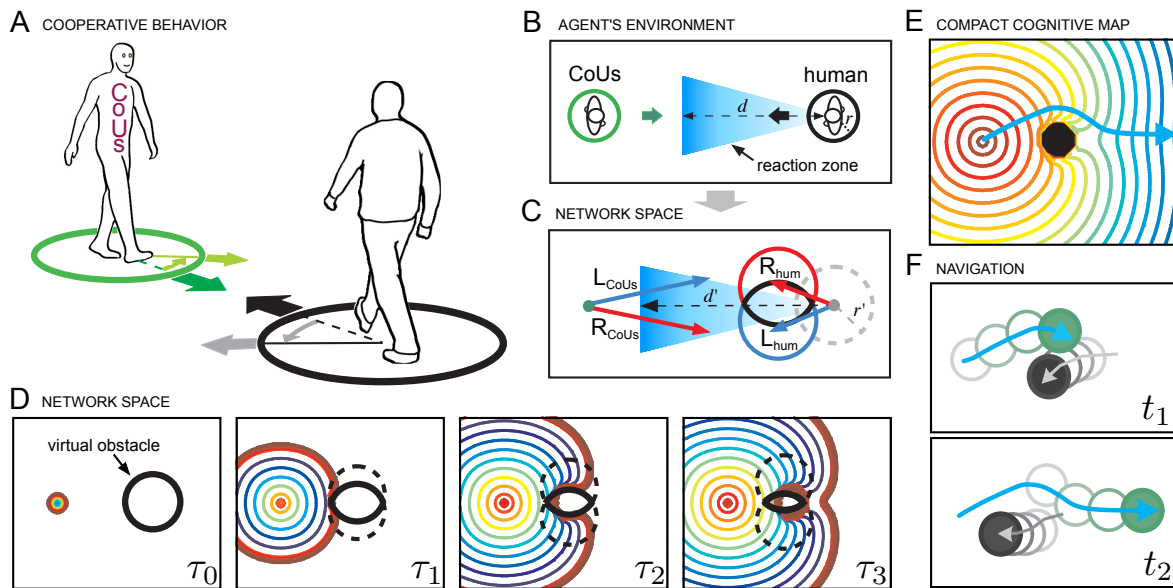 A COOPERATIVE BEHAVIOR
CoUs
B AGENT'S ENVIRONMENT
CoUs
human
d
r
reaction zone
C NETWORK SPACE
L_CoUs
R_CoUs
d'
R_hum
L_hum
r'
D NETWORK SPACE
virtual obstacle
τ0
τ1
τ2
τ3
E COMPACT COGNITIVE MAP
F NAVIGATION
t1
t2